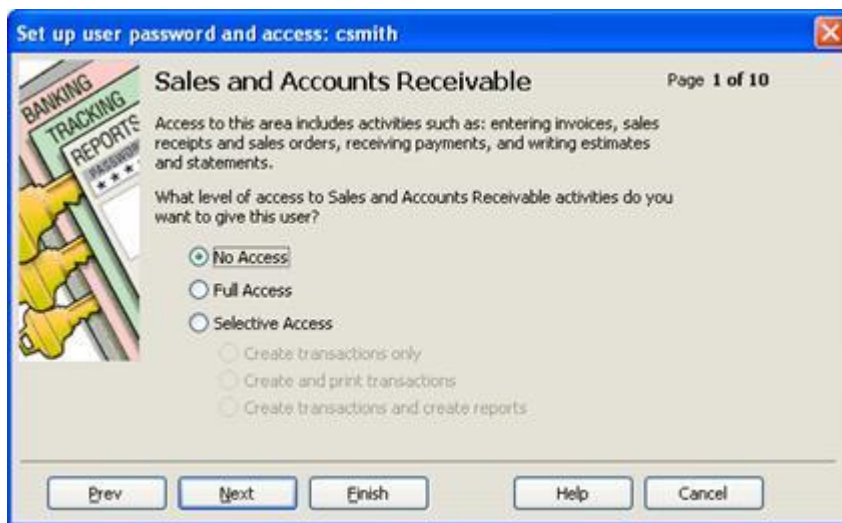 Set up user password and access: csmith
BANKING
TRACKING
REPORTS
Sales and Accounts Receivable
Page 1 of 10
Access to this area includes activities such as: entering invoices, sales
receipts and sales orders, receiving payments, and writing estimates
and statements.
What level of access to Sales and Accounts Receivable activities do you
want to give this user?
No Access
Full Access
Selective Access
Create transactions only
Create and print transactions
Create transactions and create reports
Prev
Next
Finish
Help
Cancel